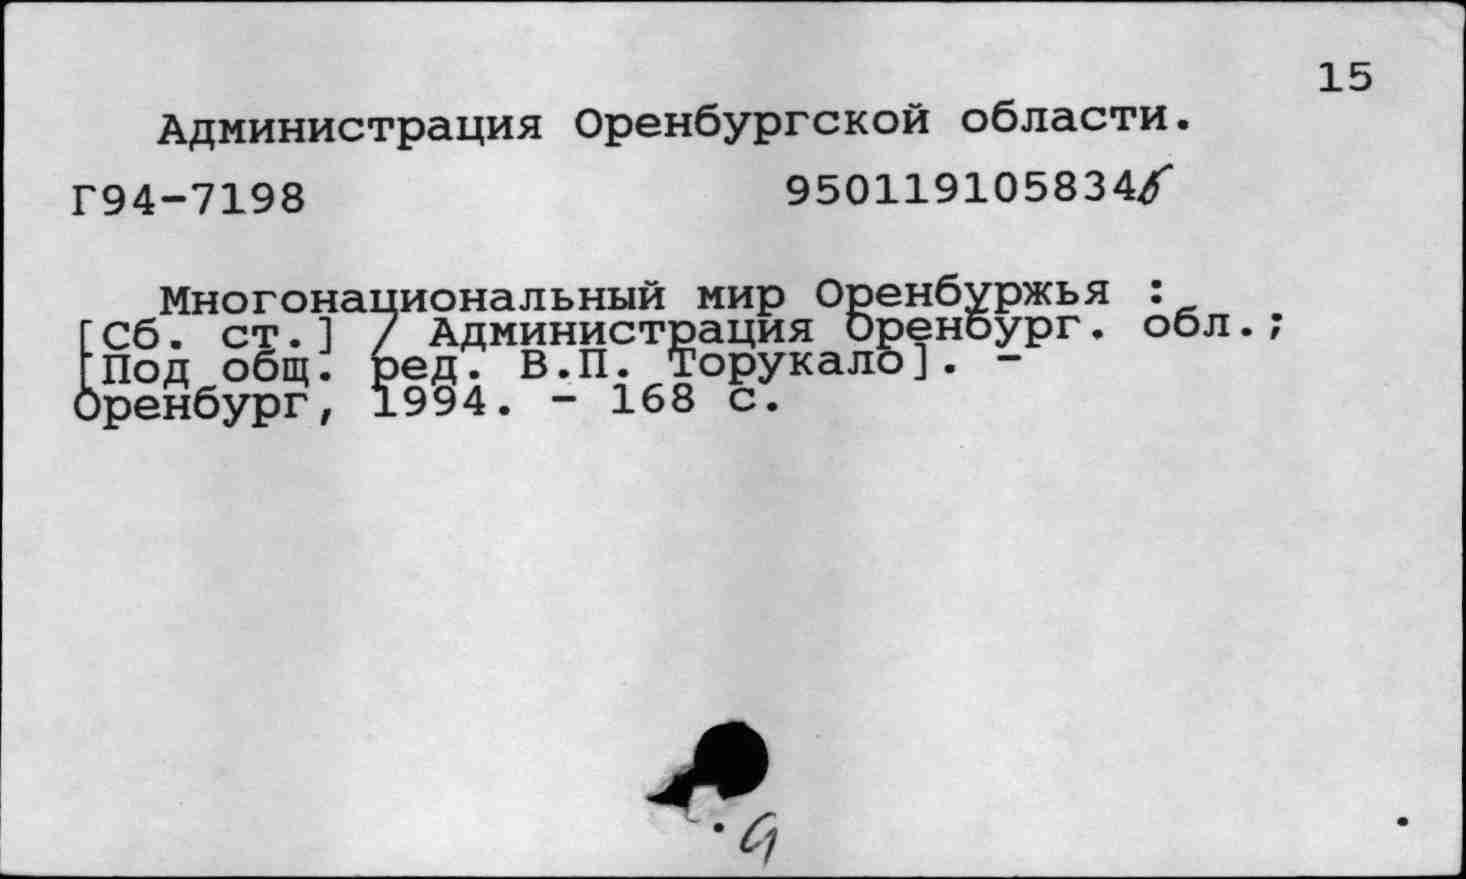 15
Администрация Оренбургской области.
Г94-7198 950119105834
Многонациональный мир Оренбуржья :
[Сб. ст.] / Администрация Оренбург. обл.;
[Под общ. ред. В.П. Торукало]. -
Оренбург, 1994. - 168 с.